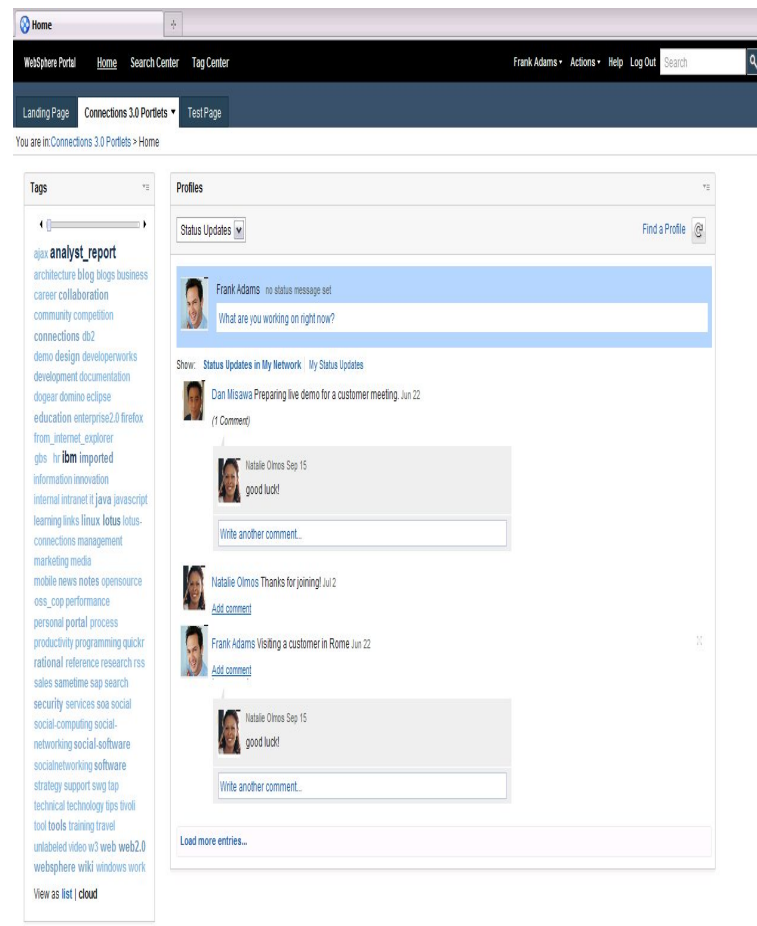 Home
WebSphere Portal Home Search Center Tag Center Frank Adams Actions Help Log Out Search
Landing Page Connections 3.0 Portlets Test Page
You are in:Connections 3.0 Portlets > Home
Tags
ajax analyst_report
architecture blog blogs business
career collaboration
community competition
connections db2
demo design developerworks
development documentation
dogear domino eclipse
education enterprise2.0 firefox
from_internet_explorer
gbs hr ibm imported
information innovation
internal intranet it java javascript
learning links linux lotus lotus-
connections management
marketing media
mobile news notes opensource
oss_cop performance
personal portal process
productivity programming quickr
rational reference research rss
sales sametime sap search
security services soa social
social-computing social-
networking social-software
socialnetworking software
strategy support swg tap
technical technology tips tivoli
tool tools training travel
unlabeled video w3 web web2.0
websphere wiki windows work
View as list | cloud
Profiles
Status Updates Find a Profile @
Frank Adams no status message set
What are you working on right now?
Show: Status Updates in My Network | My Status Updates
Dan Misawa Preparing live demo for a customer meeting. Jun 22
(1 Comment)
Natalie Olmos Sep 15
good luck!
Write another comment...
Natalie Olmos Thanks for joining! Jul 2
Add comment
Frank Adams Visiting a customer in Rome Jun 22
Add comment
Natalie Olmos Sep 15
good luck!
Write another comment...
Load more entries...